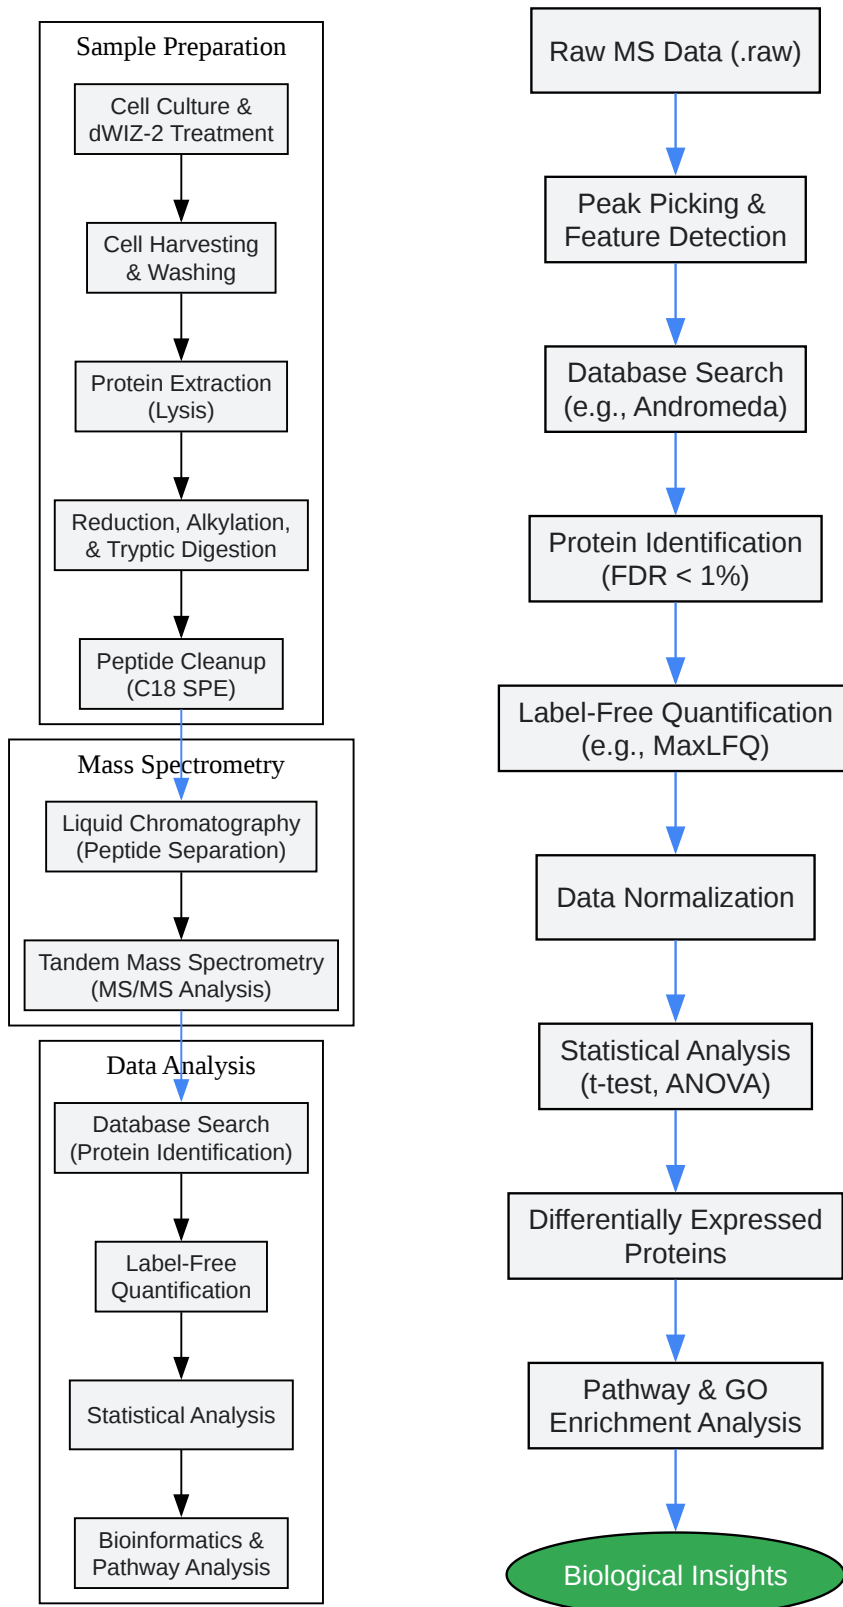 Sample Preparation
Cell Culture &
dWIZ-2 Treatment
Cell Harvesting
& Washing
Protein Extraction
(Lysis)
Reduction, Alkylation,
& Tryptic Digestion
Peptide Cleanup
(C18 SPE)
Mass Spectrometry
Liquid Chromatography
(Peptide Separation)
Tandem Mass Spectrometry
(MS/MS Analysis)
Data Analysis
Database Search
(Protein Identification)
Label-Free
Quantification
Statistical Analysis
Bioinformatics &
Pathway Analysis
Raw MS Data (.raw)
Peak Picking &
Feature Detection
Database Search
(e.g., Andromeda)
Protein Identification
(FDR < 1%)
Label-Free Quantification
(e.g., MaxLFQ)
Data Normalization
Statistical Analysis
(t-test, ANOVA)
Differentially Expressed
Proteins
Pathway & GO
Enrichment Analysis
Biological Insights